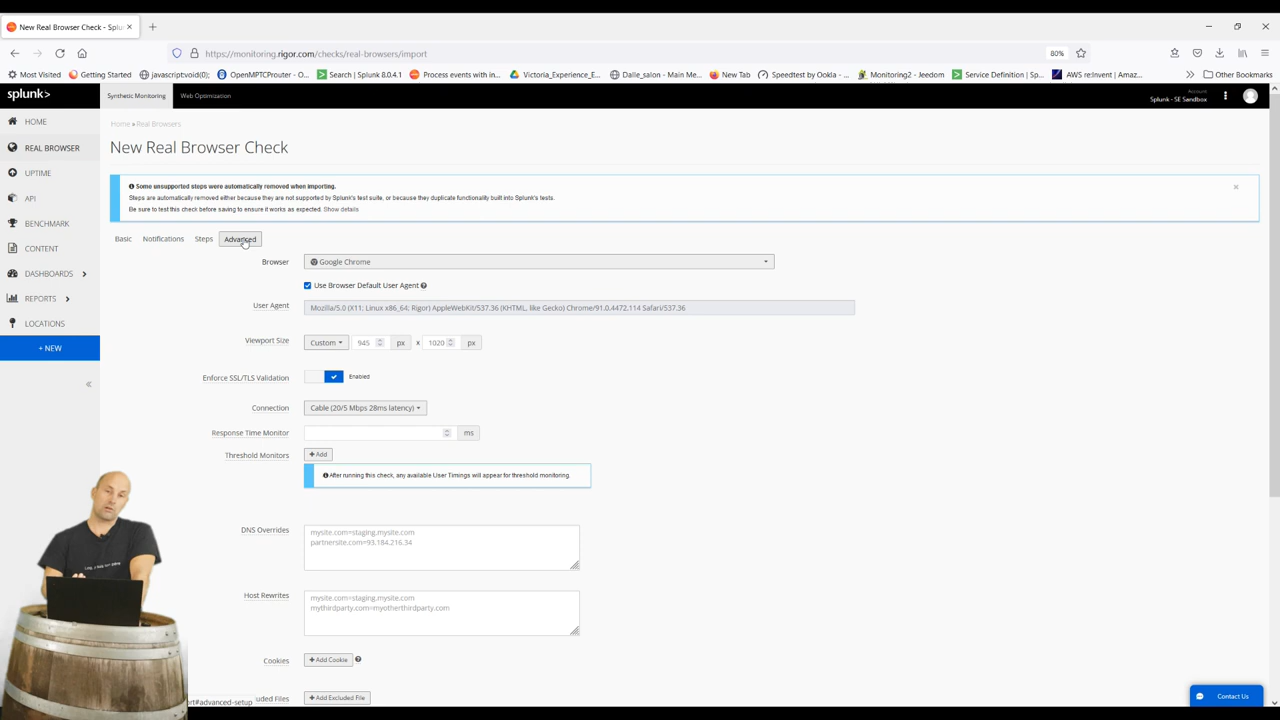 New Real Browser Check - Splu
https://monitoring.rigor.com/checks/real-browsers/import
80%
Most Visited
Getting Started
javascript:void(0);
OpenMPTCProuter - O...
Search | Splunk 8.0.4.1
Process events with in...
Victoria_Experience_E...
Dalle_salon - Main Me...
New Tab
Speedtest by Ookla - ...
Monitoring2 - Jeedom
Service Definition | Sp...
AWS re:Invent | Amaz...
Other Bookmarks
splunk>
Synthetic Monitoring
Web Optimization
Account
Splunk - SE Sandbox
HOME
REAL BROWSER
UPTIME
API
BENCHMARK
CONTENT
DASHBOARDS
REPORTS
LOCATIONS
+ NEW
Home » Real Browsers
New Real Browser Check
Some unsupported steps were automatically removed when importing.
Steps are automatically removed either because they are not supported by Splunk's test suite, or because they duplicate functionality built into Splunk's tests.
Be sure to test this check before saving to ensure it works as expected. Show details
Basic
Notifications
Steps
Advanced
Browser
Google Chrome
Use Browser Default User Agent
User Agent
Mozilla/5.0 (X11; Linux x86_64; Rigor) AppleWebKit/537.36 (KHTML, like Gecko) Chrome/91.0.4472.114 Safari/537.36
Viewport Size
Custom
945
px
x
1020
px
Enforce SSL/TLS Validation
Enabled
Connection
Cable (20/5 Mbps 28ms latency)
Response Time Monitor
ms
Threshold Monitors
+ Add
After running this check, any available User Timings will appear for threshold monitoring.
DNS Overrides
mysite.com=staging.mysite.com
partnersite.com=93.184.216.34
Host Rewrites
mysite.com=staging.mysite.com
mythirdparty.com=myotherthirdparty.com
Cookies
+ Add Cookie
uded Files
+ Add Excluded File
rt#advanced-setup
Contact Us